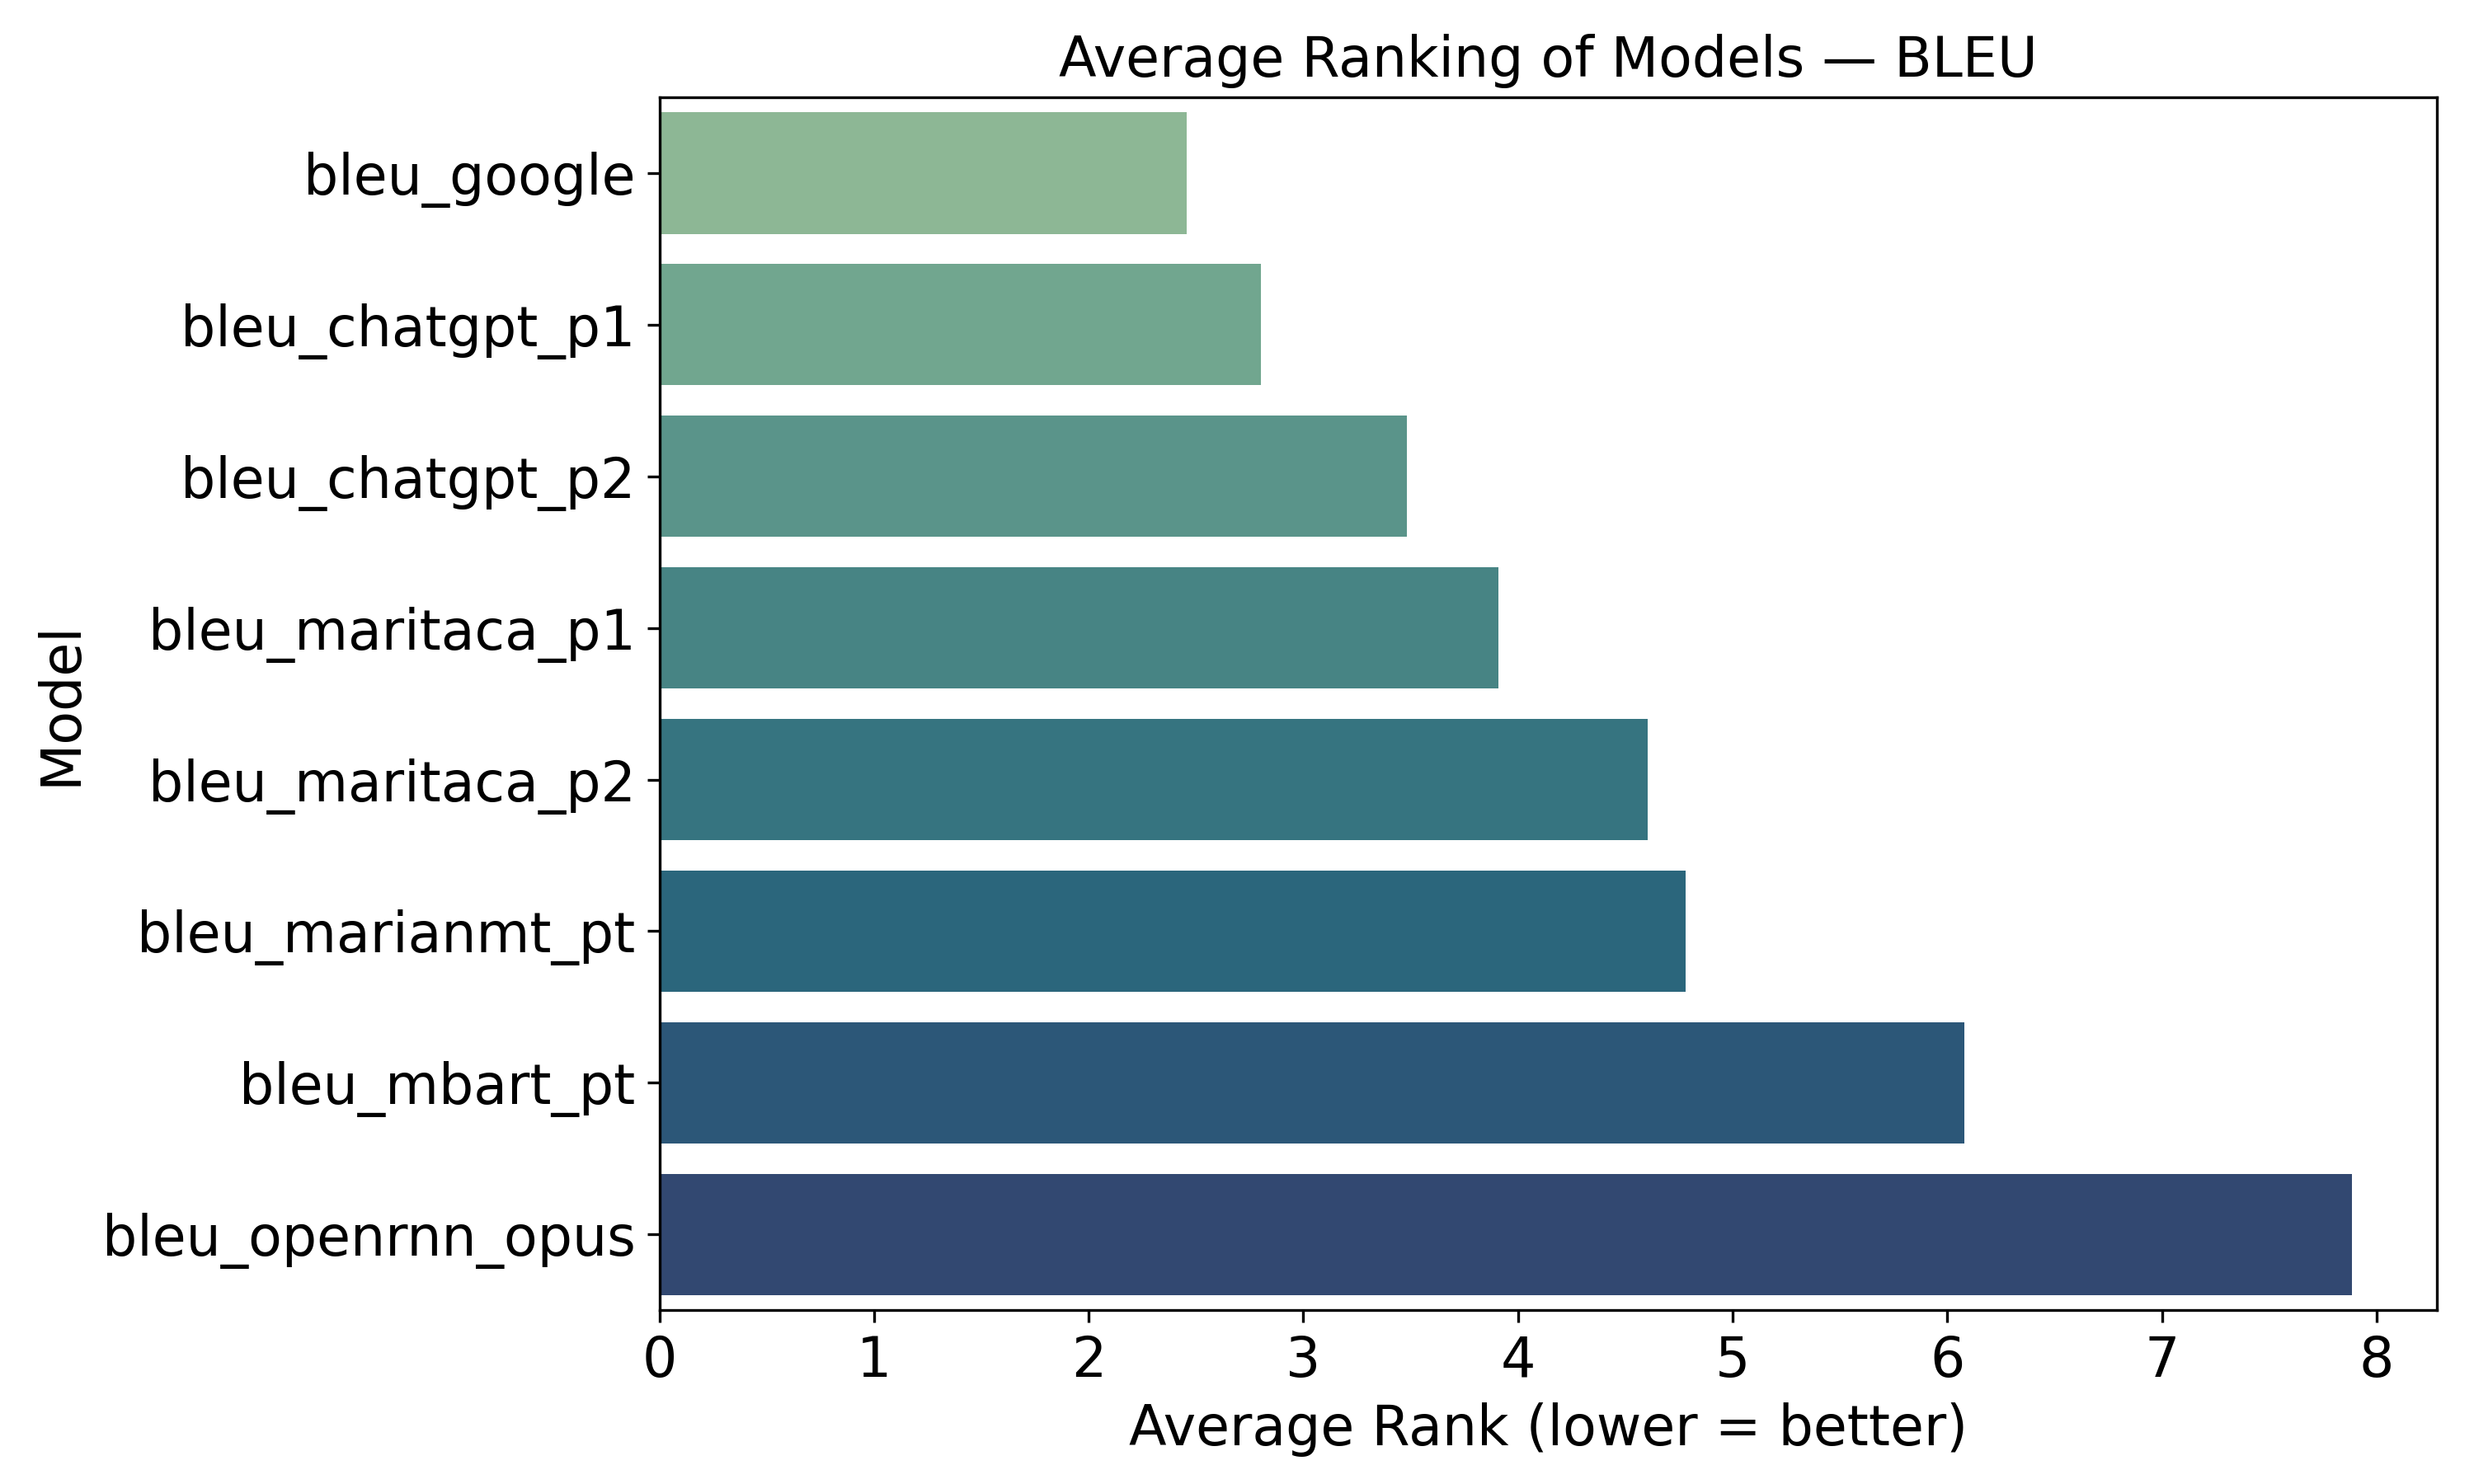 Average Ranking of Models — BLEU
bleu_google
bleu_chatgpt_p1
bleu_chatgpt_p2
bleu_maritaca_p1
bleu_maritaca_p2
bleu_marianmt_pt
bleu_mbart_pt
bleu_openrnn_opus
Model
0 1 2 3 4 5 6 7 8
Average Rank (lower = better)